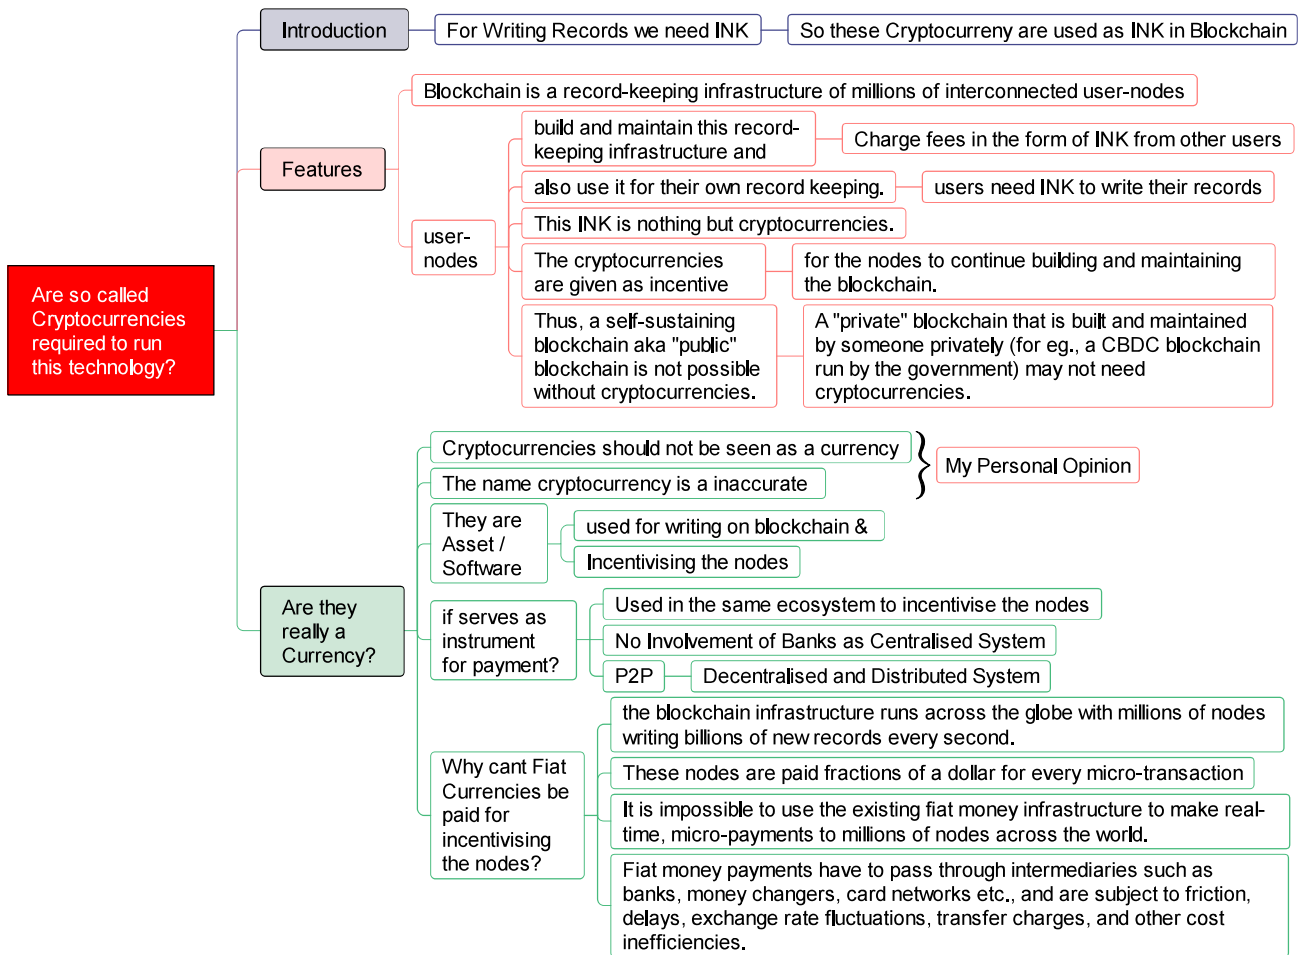 Are so called
Cryptocurrencies
required to run
this technology?
Introduction
For Writing Records we need INK
So these Cryptocurreny are used as INK in Blockchain
Features
Blockchain is a record-keeping infrastructure of millions of interconnected user-nodes
user-
nodes
build and maintain this record-
keeping infrastructure and
Charge fees in the form of INK from other users
also use it for their own record keeping.
users need INK to write their records
This INK is nothing but cryptocurrencies.
The cryptocurrencies
are given as incentive
for the nodes to continue building and maintaining
the blockchain.
Thus, a self-sustaining
blockchain aka "public"
blockchain is not possible
without cryptocurrencies.
A "private" blockchain that is built and maintained
by someone privately (for eg., a CBDC blockchain
run by the government) may not need
cryptocurrencies.
Are they
really a
Currency?
Cryptocurrencies should not be seen as a currency
The name cryptocurrency is a inaccurate
My Personal Opinion
They are
Asset /
Software
used for writing on blockchain &
Incentivising the nodes
if serves as
instrument
for payment?
Used in the same ecosystem to incentivise the nodes
No Involvement of Banks as Centralised System
P2P
Decentralised and Distributed System
Why cant Fiat
Currencies be
paid for
incentivising
the nodes?
the blockchain infrastructure runs across the globe with millions of nodes
writing billions of new records every second.
These nodes are paid fractions of a dollar for every micro-transaction
It is impossible to use the existing fiat money infrastructure to make real-
time, micro-payments to millions of nodes across the world.
Fiat money payments have to pass through intermediaries such as
banks, money changers, card networks etc., and are subject to friction,
delays, exchange rate fluctuations, transfer charges, and other cost
inefficiencies.